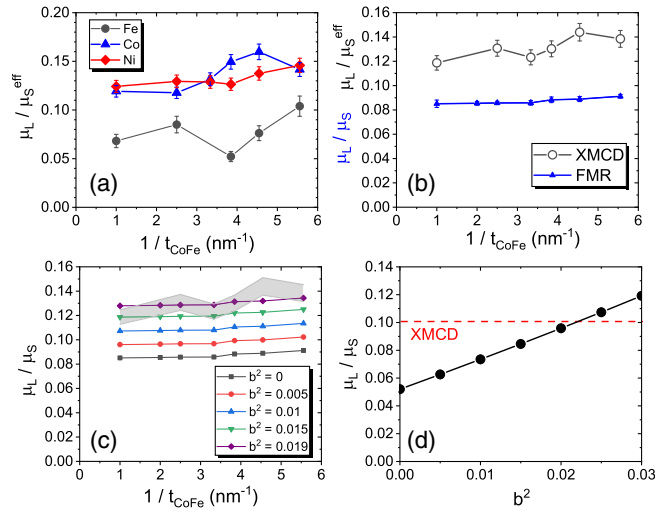 Fe
Co
Ni
(a)
μL / μSeff
0.20
0.15
0.10
0.05
0.00
0 1 2 3 4 5 6
1 / tCoFe (nm-1)
(b)
μL / μSeff
μL / μS
0.16
0.14
0.12
0.10
0.08
0.06
0.04
0.02
0.00
XMCD
FMR
0 1 2 3 4 5 6
1 / tCoFe (nm-1)
(c)
μL / μS
0.16
0.14
0.12
0.10
0.08
0.06
0.04
0.02
0.00
b2 = 0
b2 = 0.005
b2 = 0.01
b2 = 0.015
b2 = 0.019
0 1 2 3 4 5 6
1 / tCoFe (nm-1)
(d)
μL / μS
0.14
0.12
0.10
0.08
0.06
0.04
0.02
0.00
XMCD
0.00 0.01 0.02 0.03
b2